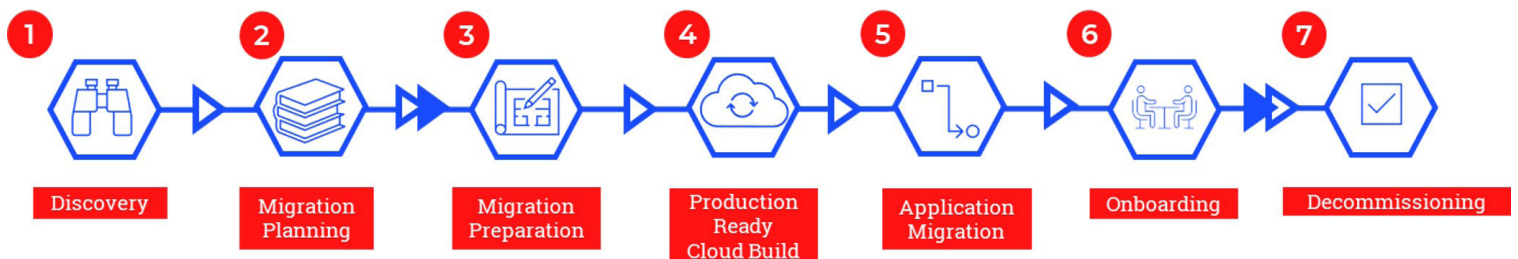 1
2
3
4
5
6
7
Discovery
Migration
Planning
Migration
Preparation
Production
Ready
Cloud Build
Application
Migration
Onboarding
Decommissioning